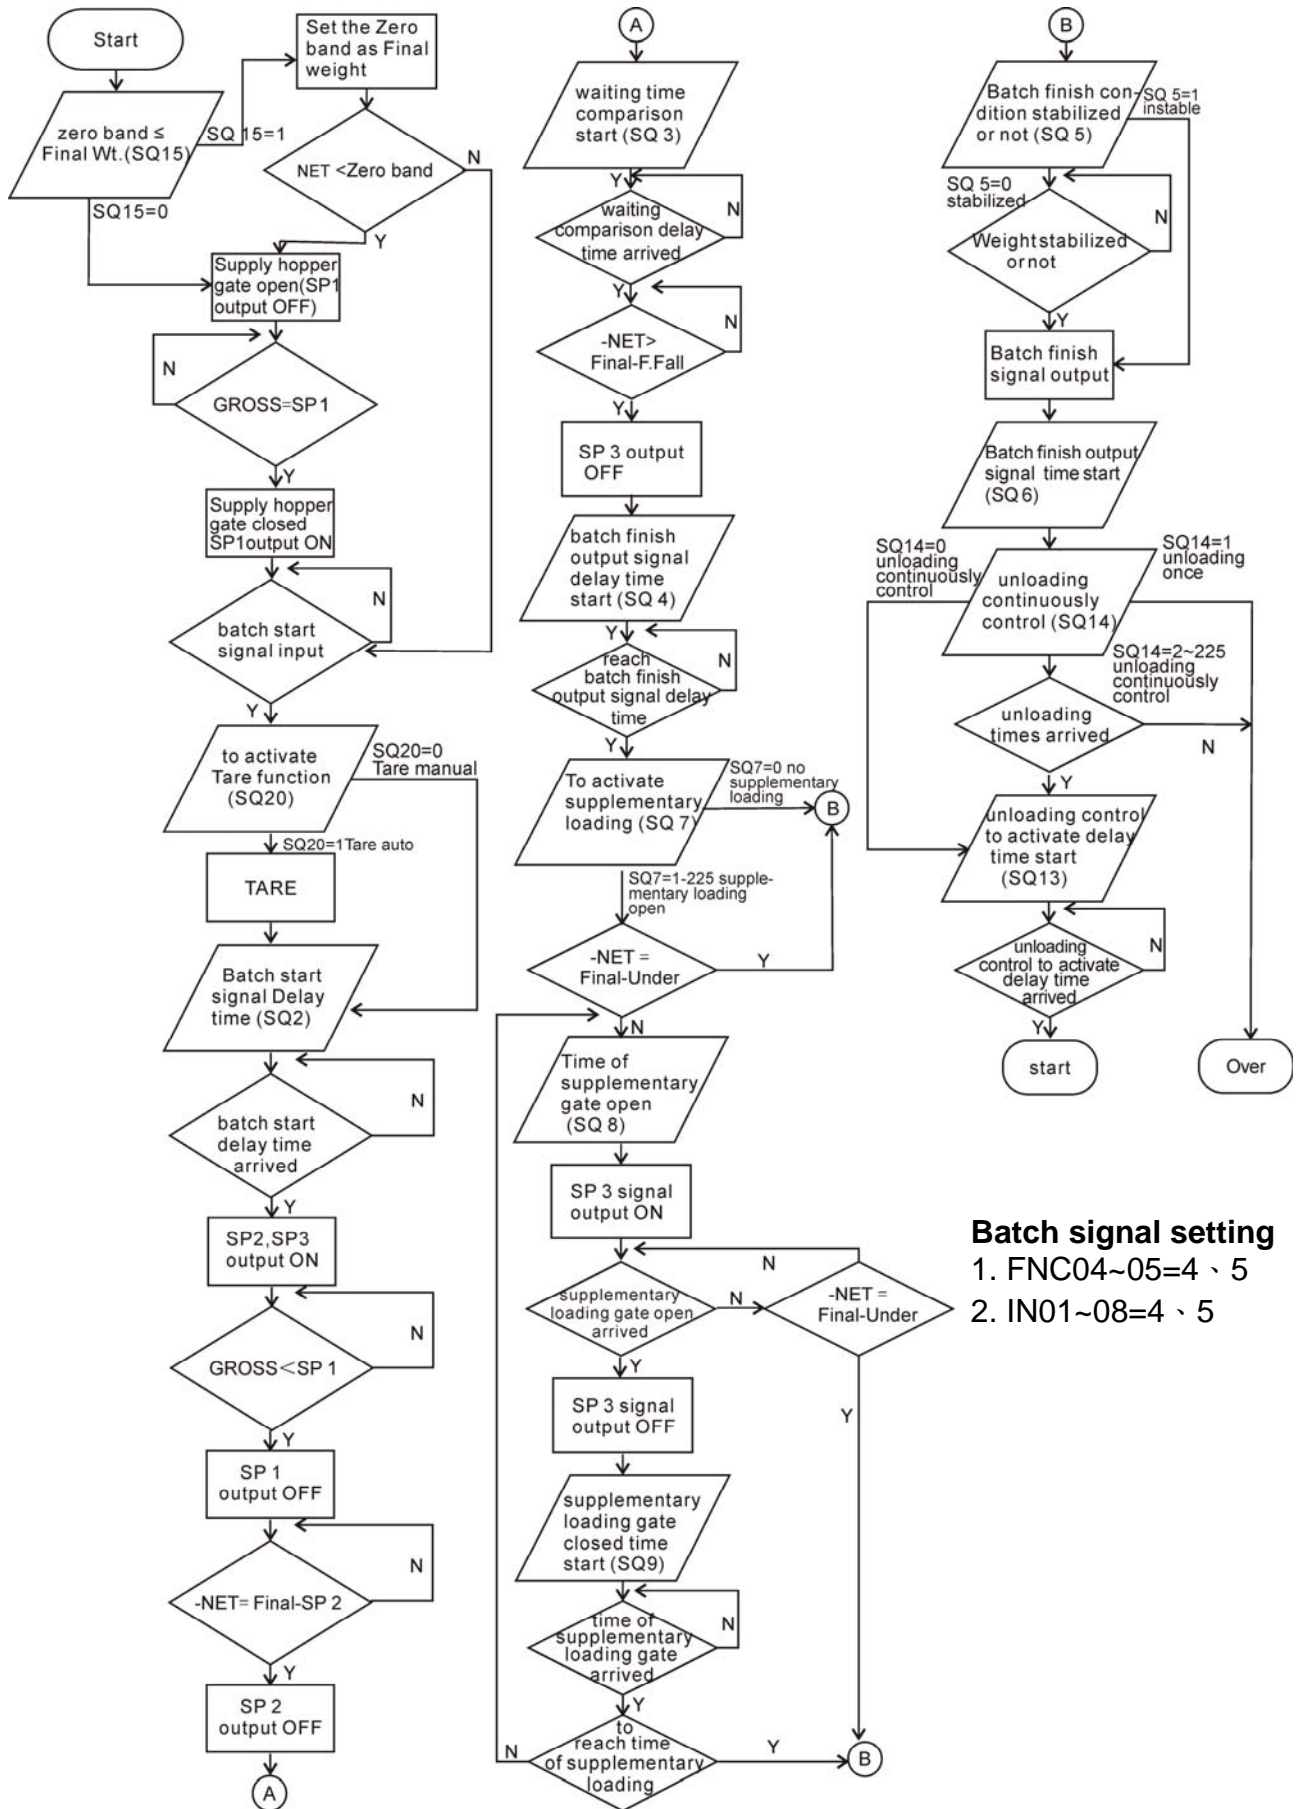 Start
Set the Zero
band as Final
weight
zero band ≤
Final Wt.(SQ15)
SQ 15=1
SQ15=0
NET <Zero band
N
Y
Supply hopper
gate open(SP1
output OFF)
N
GROSS=SP 1
Y
Supply hopper
gate closed
SP1output ON
N
batch start
signal input
Y
to activate
Tare function
(SQ20)
SQ20=0
Tare manual
SQ20=1Tare auto
TARE
Batch start
signal Delay
time (SQ2)
N
batch start
delay time
arrived
Y
SP2,SP3
output ON
N
GROSS<SP 1
Y
SP 1
output OFF
N
-NET= Final-SP 2
Y
SP 2
output OFF
A
A
waiting time
comparison
start (SQ 3)
Y
N
waiting
comparison delay
time arrived
Y
N
-NET>
Final-F.Fall
Y
SP 3 output
OFF
batch finish
output signal
delay time
start (SQ 4)
Y
N
reach
batch finish
output signal delay
time
Y
To activate
supplementary
loading (SQ 7)
SQ7=0 no
supplementary
loading
B
SQ7=1-225 supple-
mentary loading
open
-NET =
Final-Under
Y
N
Time of
supplementary
gate open
(SQ 8)
SP 3 signal
output ON
N
supplementary
loading gate open
arrived
N
-NET =
Final-Under
Y
Y
SP 3 signal
output OFF
supplementary
loading gate
closed time
start (SQ9)
N
time of
supplementary
loading gate
arrived
Y
N
to
reach time
of supplementary
loading
Y
B
B
Batch finish con-
dition stabilized
or not (SQ 5)
SQ 5=1
instable
SQ 5=0
stabilized
N
Weight stabilized
or not
Y
Batch finish
signal output
Batch finish output
signal time start
(SQ 6)
SQ14=0
unloading
continuously
control
SQ14=1
unloading
once
unloading
continuously
control (SQ14)
SQ14=2~225
unloading
continuously
control
unloading
times arrived
N
Y
unloading control
to activate delay
time start
(SQ13)
N
unloading
control to activate
delay time
arrived
Y
start
Over
Batch signal setting
1. FNC04~05=4、5
2. IN01~08=4、5